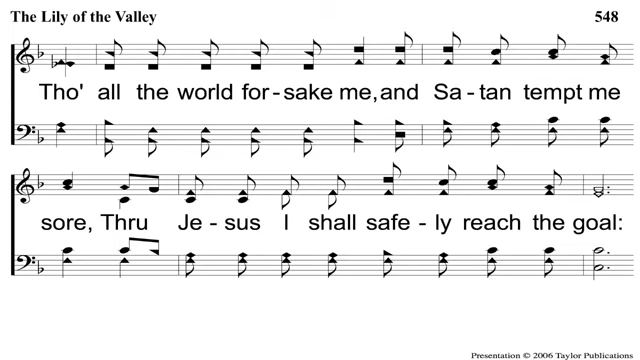 The Lily of the Valley 548
Tho' all the world for-sake me, and Sa-tan tempt me
sore, Thru Je-sus I shall safe-ly reach the goal:
Presentation © 2006 Taylor Publications